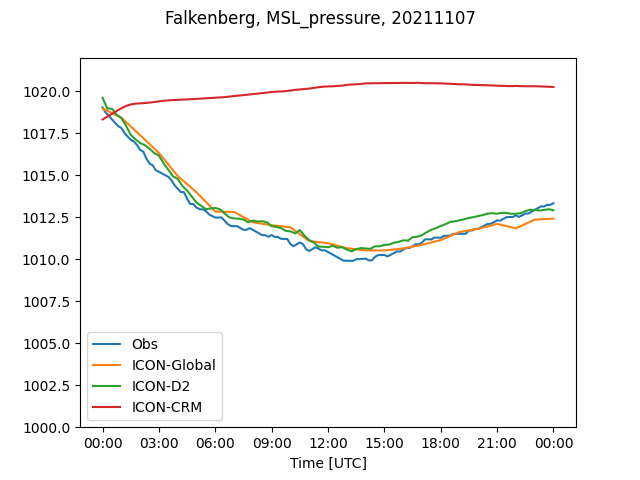 Falkenberg, MSL_pressure, 20211107
1020.0
1017.5
1015.0
1012.5
1010.0
1007.5
1005.0
1002.5
1000.0
Obs
ICON-Global
ICON-D2
ICON-CRM
00:00 03:00 06:00 09:00 12:00 15:00 18:00 21:00 00:00
Time [UTC]